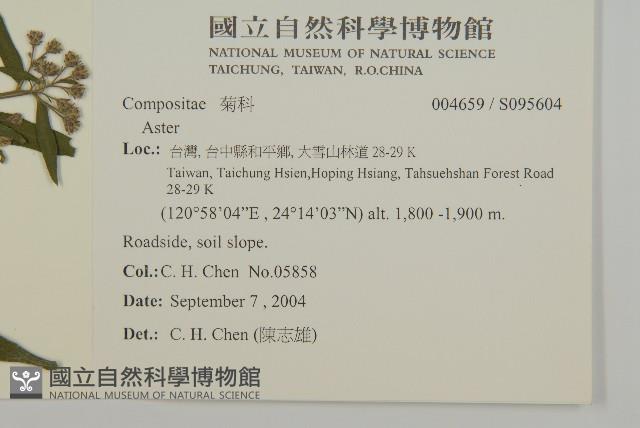 國立自然科學博物館
NATIONAL MUSEUM OF NATURAL SCIENCE
TAICHUNG, TAIWAN, R.O.CHINA
Compositae 菊科 004659 / S095604
Aster
Loc.: 台灣, 台中縣和平鄉, 大雪山林道 28-29 K
Taiwan, Taichung Hsien,Hoping Hsiang, Tahsuehshan Forest Road
28-29 K
(120°58’04”E , 24°14’03”N) alt. 1,800 -1,900 m.
Roadside, soil slope.
Col.: C. H. Chen No.05858
Date: September 7 , 2004
Det.: C. H. Chen (陳志雄)
國立自然科學博物館
NATIONAL MUSEUM OF NATURAL SCIENCE